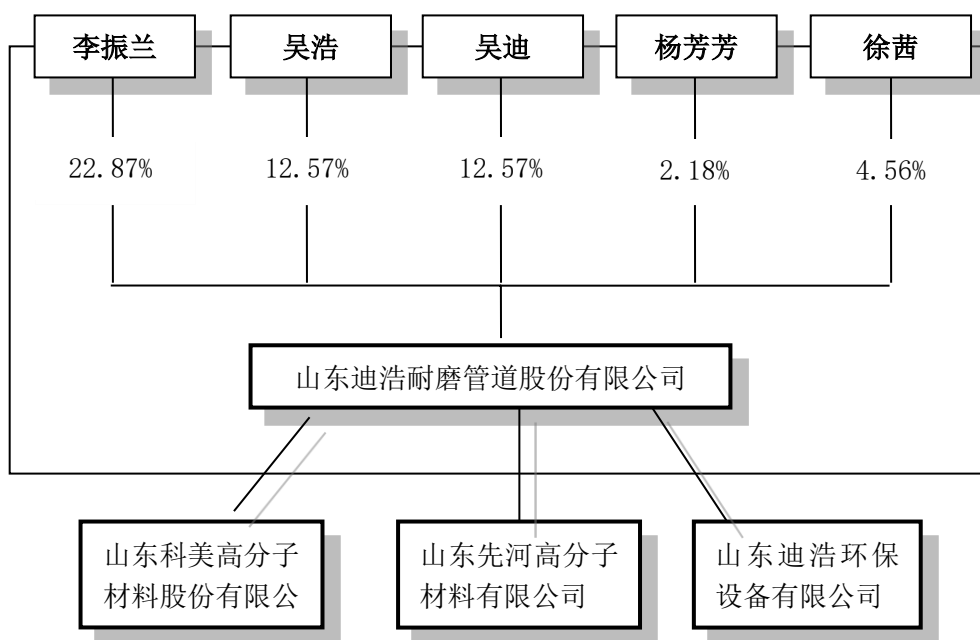 李振兰 吴浩 吴迪 杨芳芳 徐茜
22.87% 12.57% 12.57% 2.18% 4.56%
山东迪浩耐磨管道股份有限公司
山东科美高分子
材料股份有限公
山东先河高分子
材料有限公司
山东迪浩环保
设备有限公司